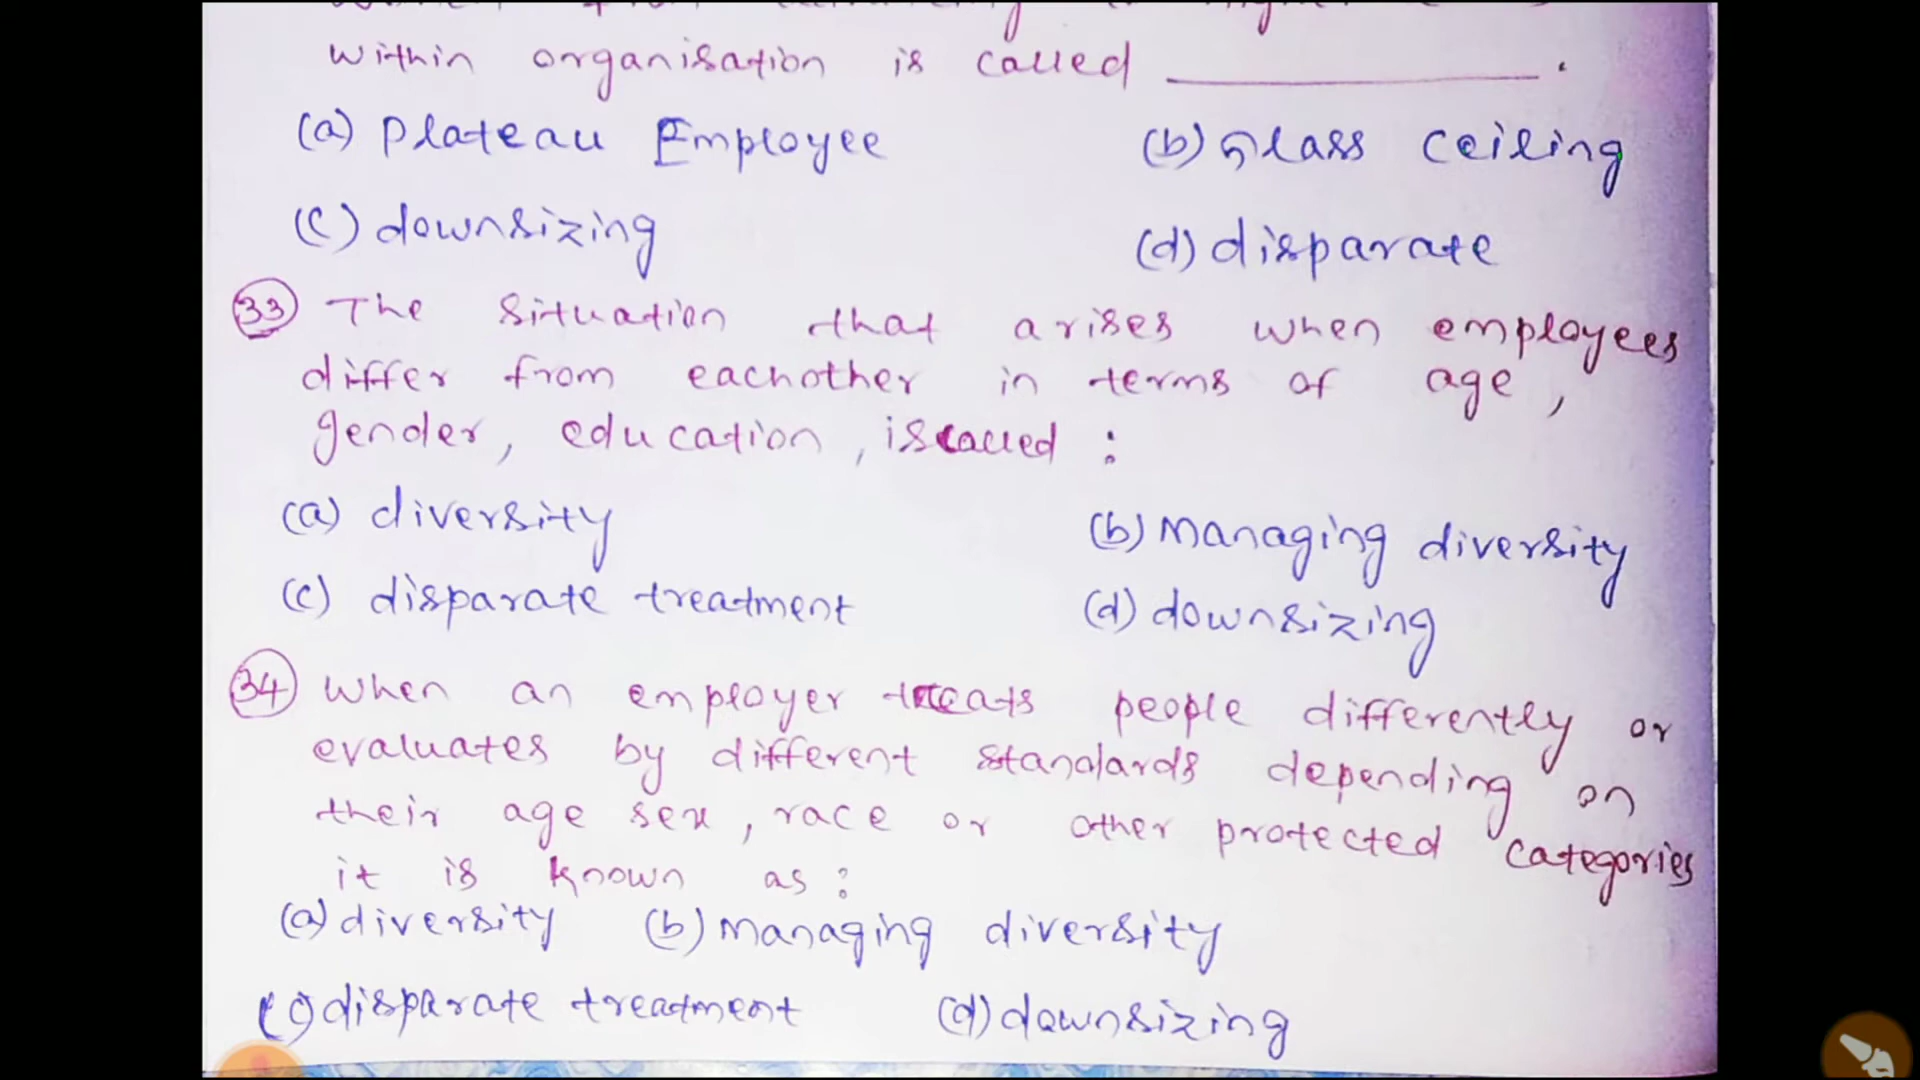 within organisation is called ________ .
(a) Plateau Employee (b) Glass ceiling
(c) downsizing (d) disparate
33 The situation that arises when employees
differ from eachother in terms of age,
gender, education, is called :
(a) diversity (b) Managing diversity
(c) disparate treatment (d) downsizing
34 When an employer treats people differently or
evaluates by different standards depending on
their age sex, race or other protected categories
it is known as :
(a) diversity (b) Managing diversity
(c) disparate treatment (d) downsizing